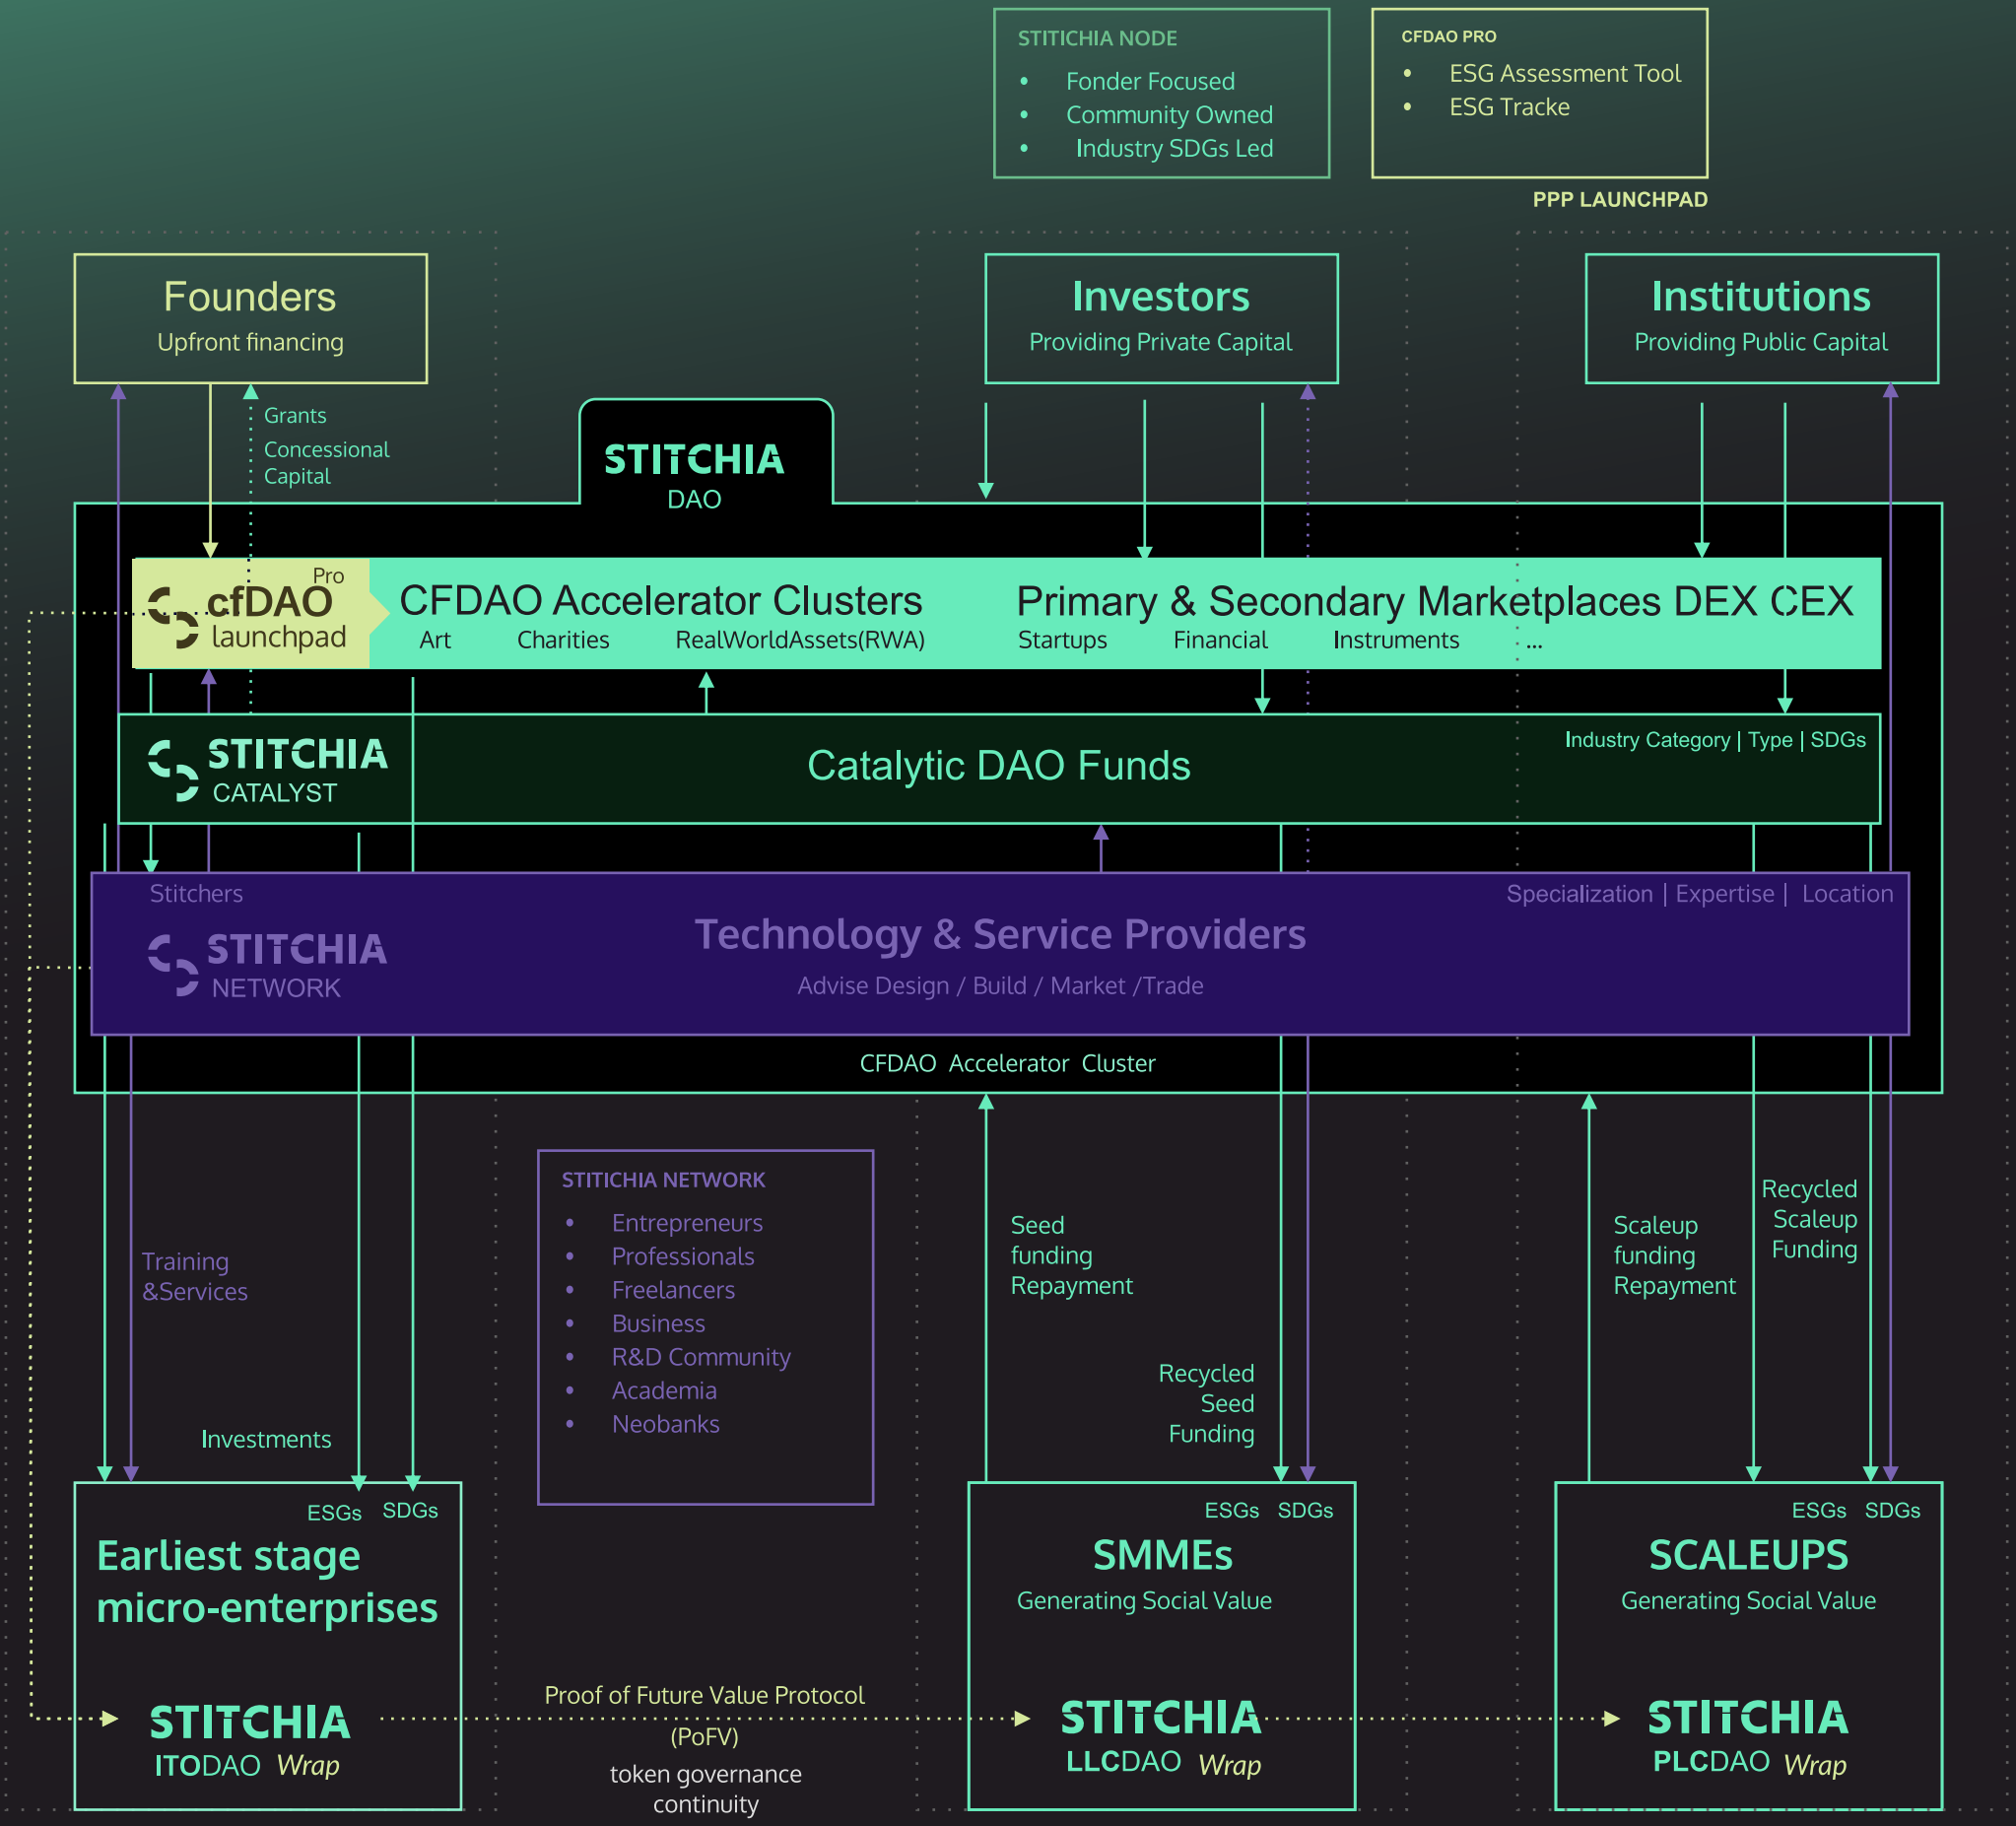 STITICHIA NODE
• Fonder Focused
• Community Owned
• Industry SDGs Led
CFDAO PRO
• ESG Assessment Tool
• ESG Tracke
PPP LAUNCHPAD
Founders
Upfront financing
Investors
Providing Private Capital
Institutions
Providing Public Capital
Grants
Concessional
Capital
STITCHIA
DAO
Pro
cfDAO
launchpad
CFDAO Accelerator Clusters
Art Charities RealWorldAssets(RWA)
Primary & Secondary Marketplaces DEX CEX
Startups Financial Instruments ...
STITCHIA
CATALYST
Catalytic DAO Funds
Industry Category | Type | SDGs
Stitchers
STITCHIA
NETWORK
Technology & Service Providers
Advise Design / Build / Market /Trade
Specialization | Expertise | Location
CFDAO Accelerator Cluster
Training
&Services
Investments
STITICHIA NETWORK
• Entrepreneurs
• Professionals
• Freelancers
• Business
• R&D Community
• Academia
• Neobanks
Seed
funding
Repayment
Recycled
Seed
Funding
Scaleup
funding
Repayment
Recycled
Scaleup
Funding
ESGs SDGs
Earliest stage
micro-enterprises
STITCHIA
ITODAO Wrap
Proof of Future Value Protocol
(PoFV)
token governance
continuity
ESGs SDGs
SMMEs
Generating Social Value
STITCHIA
LLCDAO Wrap
ESGs SDGs
SCALEUPS
Generating Social Value
STITCHIA
PLCDAO Wrap